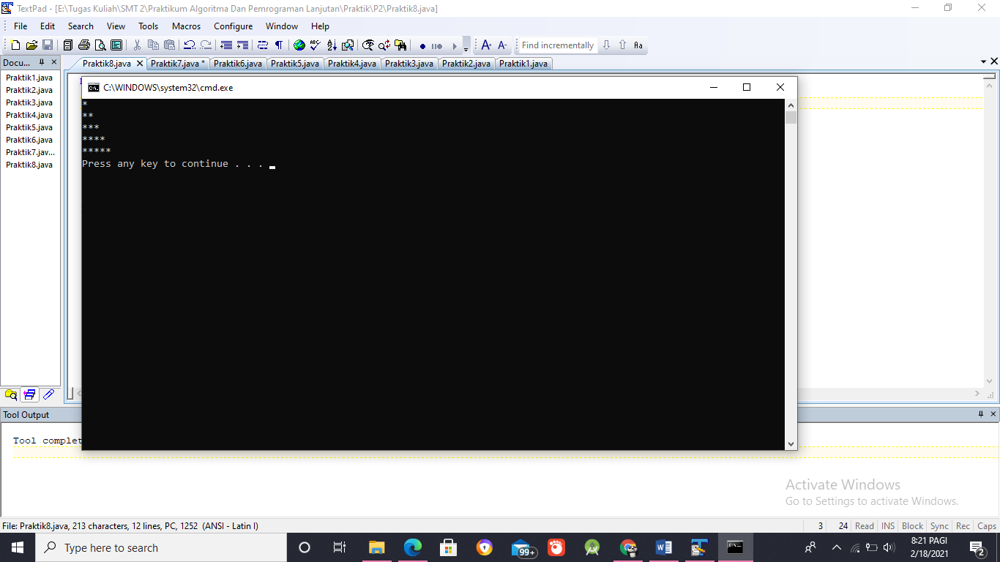 TextPad - [E:\Tugas Kuliah\SMT 2\Praktikum Algoritma Dan Pemrograman Lanjutan\Praktik\P2\Praktik8.java]
File Edit Search View Tools Macros Configure Window Help
Find incrementally Aa
Docu...
Praktik8.java Praktik7.java * Praktik6.java Praktik5.java Praktik4.java Praktik3.java Praktik2.java Praktik1.java
Praktik1.java
Praktik2.java
Praktik3.java
Praktik4.java
Praktik5.java
Praktik6.java
Praktik7.jav...
Praktik8.java
C:\WINDOWS\system32\cmd.exe
*
**
***
****
*****
Press any key to continue . . .
Tool Output
Tool complet
Activate Windows
Go to Settings to activate Windows.
File: Praktik8.java, 213 characters, 12 lines, PC, 1252 (ANSI - Latin I) 3 24 Read INS Block Sync Rec Caps
Type here to search
99+
8:21 PAGI
2/18/2021
2